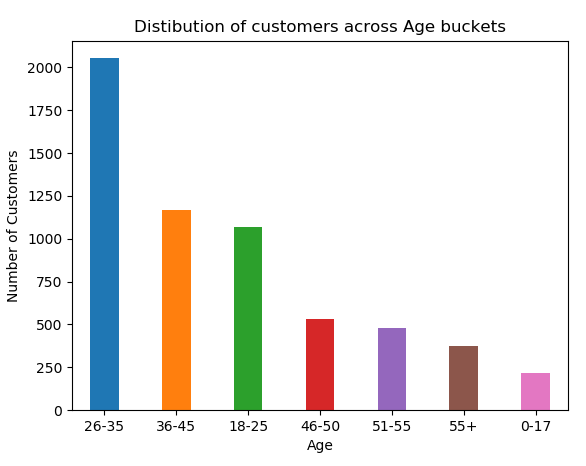 Distibution of customers across Age buckets
Number of Customers
2000
1750
1500
1250
1000
750
500
250
0
26-35 36-45 18-25 46-50 51-55 55+ 0-17
Age